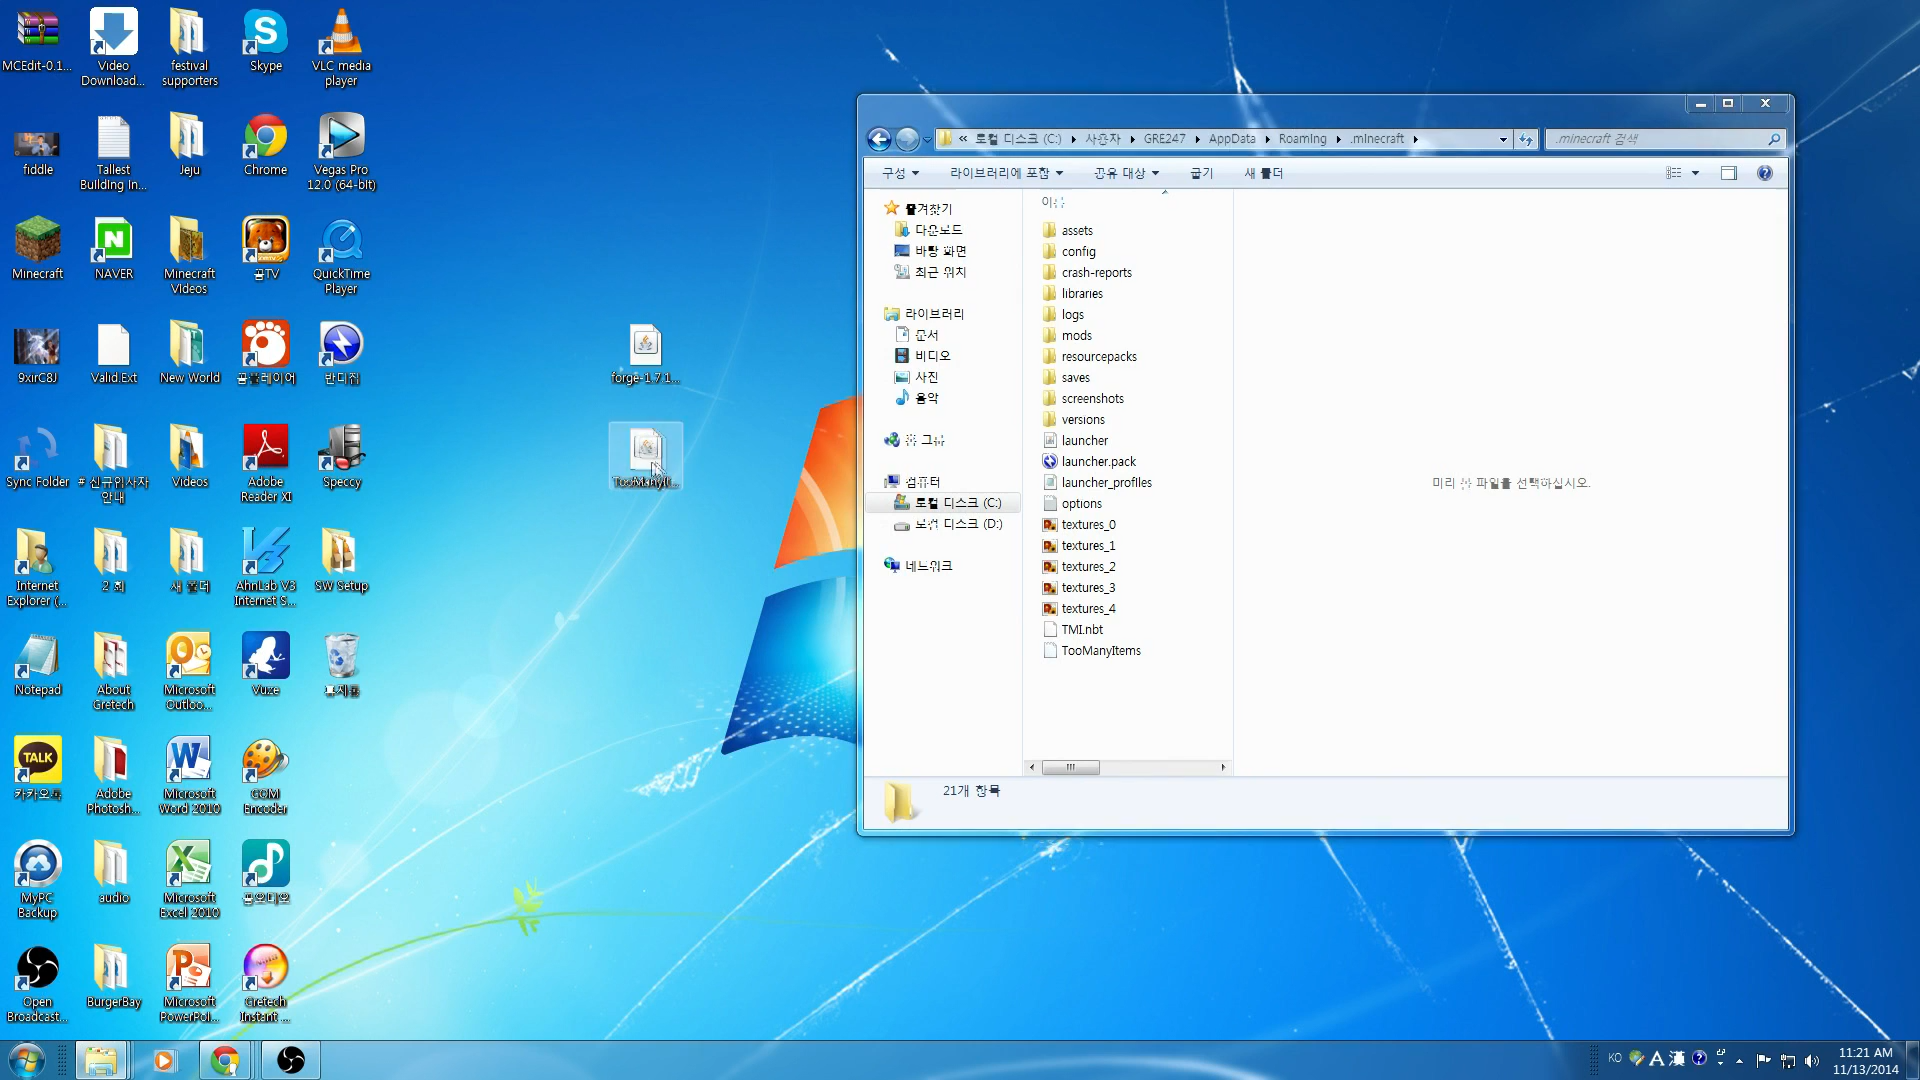 MCEdit-0.1...
Video
Download...
festival
supporters
Skype
VLC media
player
fiddle
Tallest
Building In...
Jeju
Chrome
Vegas Pro
12.0 (64-bit)
Minecraft
NAVER
Minecraft
Videos
곰TV
QuickTime
Player
9xirC8J
Valid.Ext
New World
곰플레이어
반디집
Sync Folder
# 신규입사자
안내
Videos
Adobe
Reader XI
Speccy
Internet
Explorer (...
2 회
새 폴더
AhnLab V3
Internet S...
SW Setup
Notepad
About
Gretech
Microsoft
Outloo...
Vuze
휴지통
TALK
카카오톡
Adobe
Photosh...
Microsoft
Word 2010
GOM
Encoder
MyPC
Backup
audio
Microsoft
Excel 2010
곰오디오
Open
Broadcast...
BurgerBay
Microsoft
PowerPoi...
Gretech
Instant ...
forge-1.7.1...
TooManyIt...
« 로컬 디스크 (C:) ▸ 사용자 ▸ GRE247 ▸ AppData ▸ Roaming ▸ .minecraft ▸
.minecraft 검색
구성 라이브러리에 포함 공유 대상 굽기 새 폴더
즐겨찾기
다운로드
바탕 화면
최근 위치
라이브러리
문서
비디오
사진
음악
홈 그룹
컴퓨터
로컬 디스크 (C:)
로컬 디스크 (D:)
네트워크
이름
assets
config
crash-reports
libraries
logs
mods
resourcepacks
saves
screenshots
versions
launcher
launcher.pack
launcher_profiles
options
textures_0
textures_1
textures_2
textures_3
textures_4
TMI.nbt
TooManyItems
미리 볼 파일을 선택하십시오.
21개 항목
KO A 漢
11:21 AM
11/13/2014